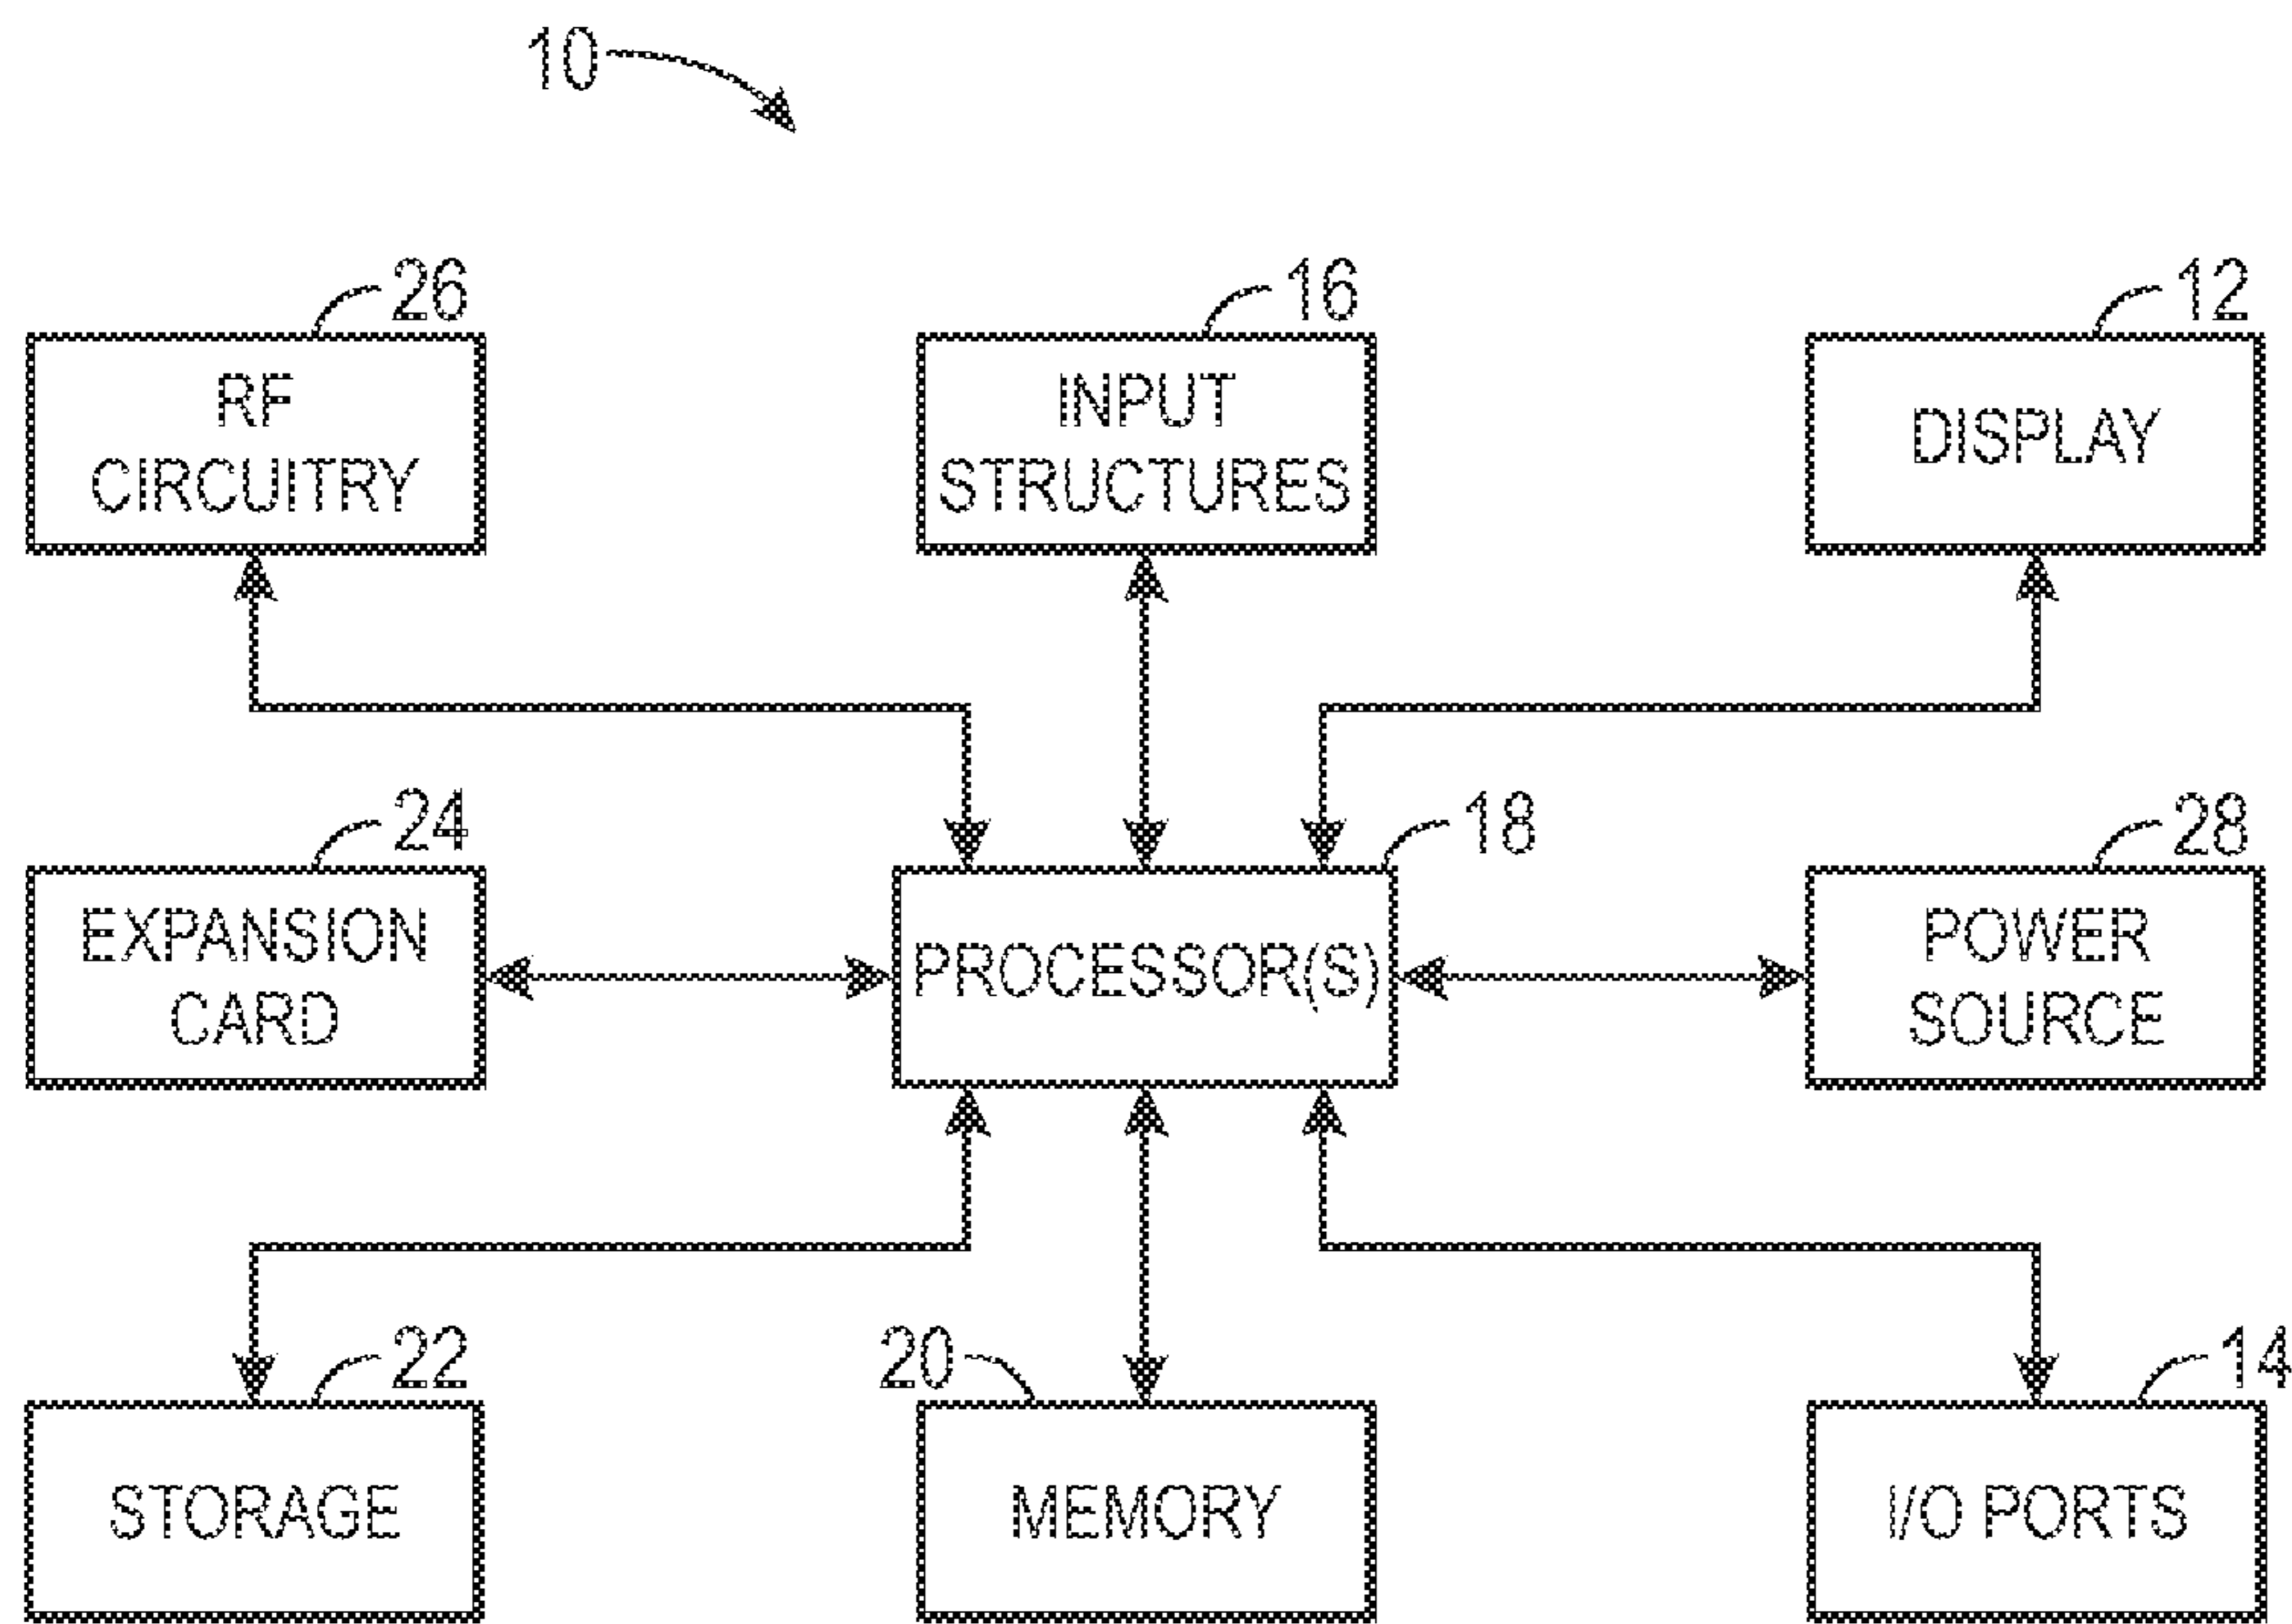 10
26
16
12
RF
CIRCUITRY
INPUT
STRUCTURES
DISPLAY
24
18
28
EXPANSION
CARD
PROCESSOR(S)
POWER
SOURCE
22
20
14
STORAGE
MEMORY
I/O PORTS